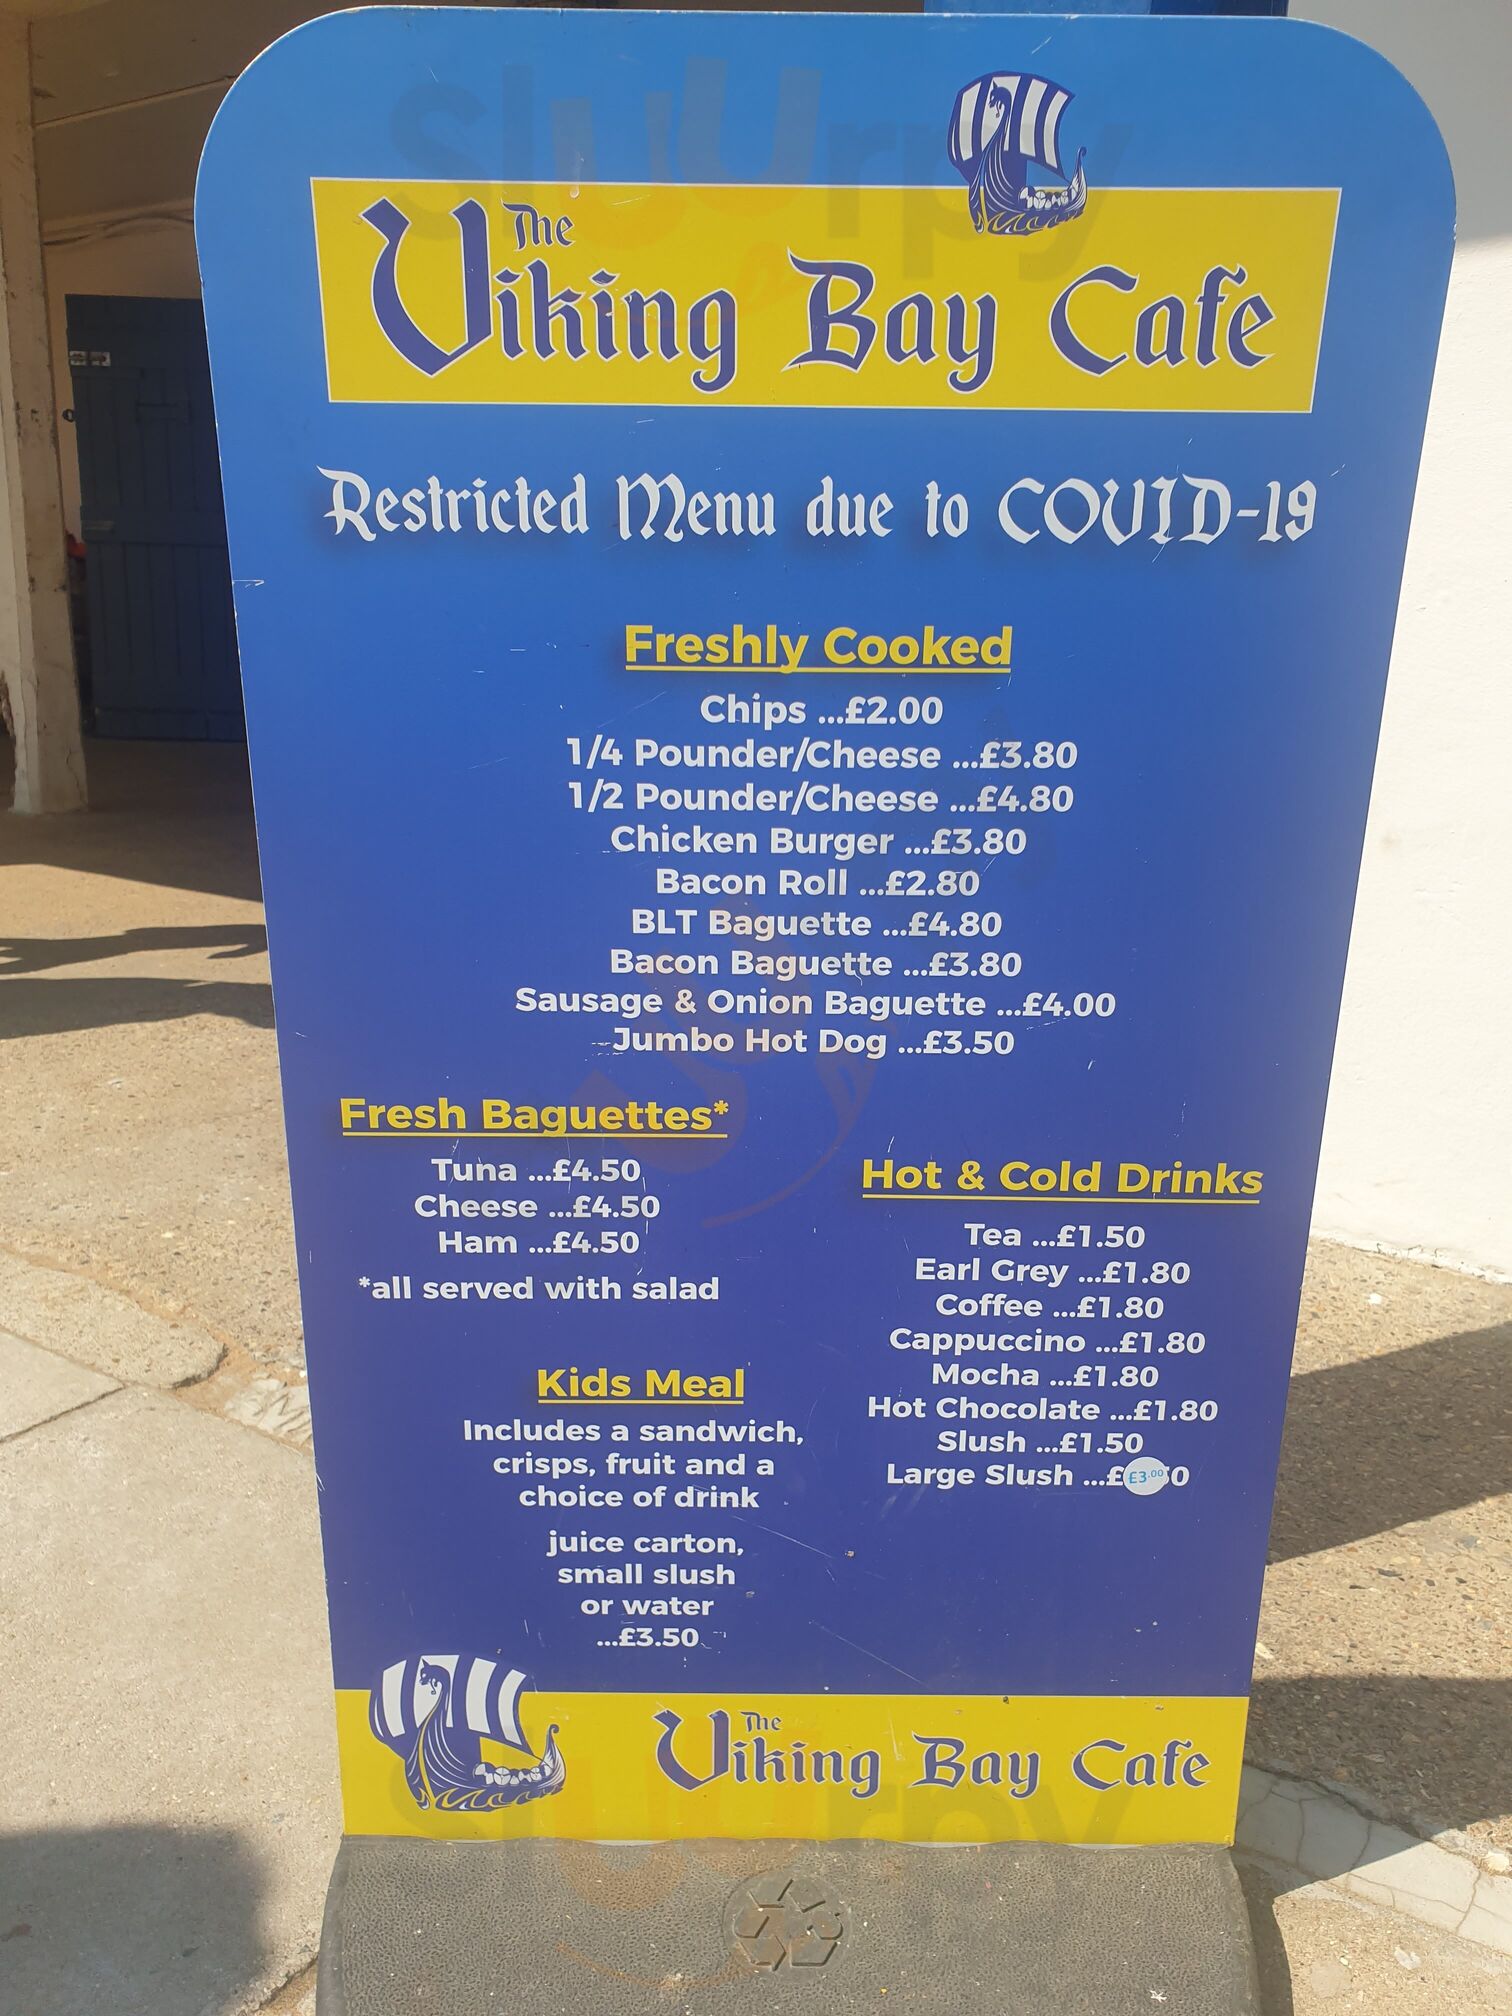 The
Viking Bay Cafe
Restricted Menu due to COVID-19
Freshly Cooked
Chips ...£2.00
1/4 Pounder/Cheese ...£3.80
1/2 Pounder/Cheese ...£4.80
Chicken Burger ...£3.80
Bacon Roll ...£2.80
BLT Baguette ...£4.80
Bacon Baguette ...£3.80
Sausage & Onion Baguette ...£4.00
Jumbo Hot Dog ...£3.50
Fresh Baguettes*
Tuna ...£4.50
Cheese ...£4.50
Ham ...£4.50
*all served with salad
Kids Meal
Includes a sandwich,
crisps, fruit and a
choice of drink
juice carton,
small slush
or water
...£3.50
Hot & Cold Drinks
Tea ...£1.50
Earl Grey ...£1.80
Coffee ...£1.80
Cappuccino ...£1.80
Mocha ...£1.80
Hot Chocolate ...£1.80
Slush ...£1.50
Large Slush ...£3.00
The
Viking Bay Cafe
Sluurpy
Sluurpy